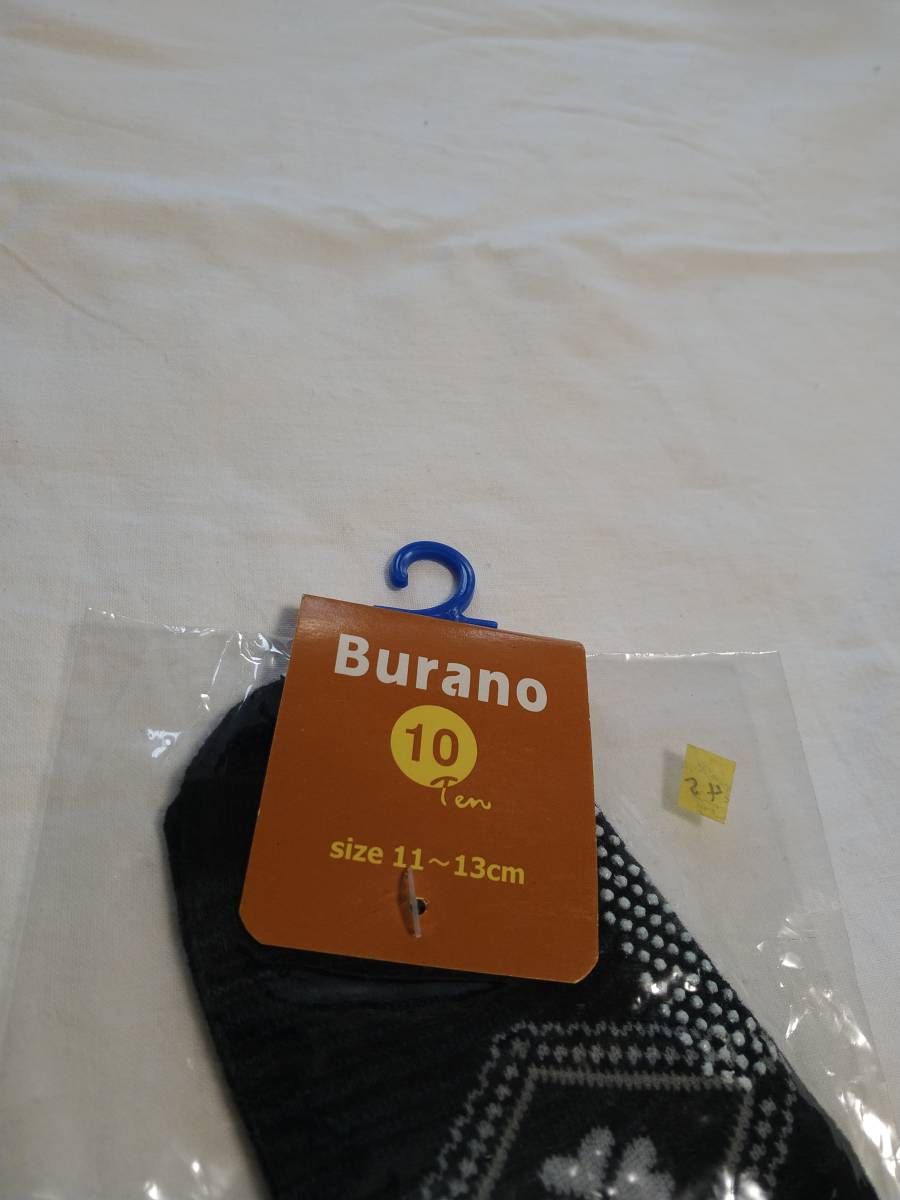 Burano
10
Ten
size 11~13cm